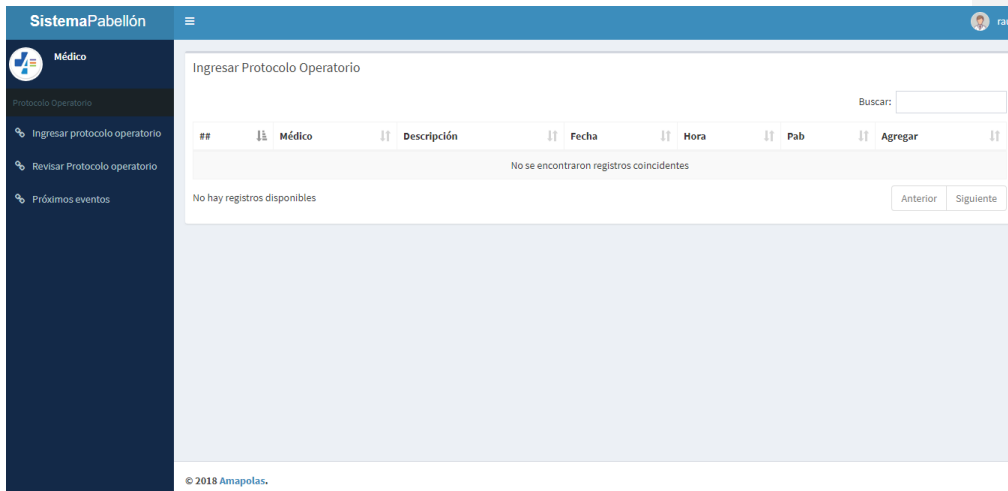 SistemaPabellón
Médico
Protocolo Operatorio
Ingresar protocolo operatorio
Revisar Protocolo operatorio
Próximos eventos
Ingresar Protocolo Operatorio
Buscar:
## Médico Descripción Fecha Hora Pab Agregar
No se encontraron registros coincidentes
No hay registros disponibles
Anterior Siguiente
© 2018 Amapolas.